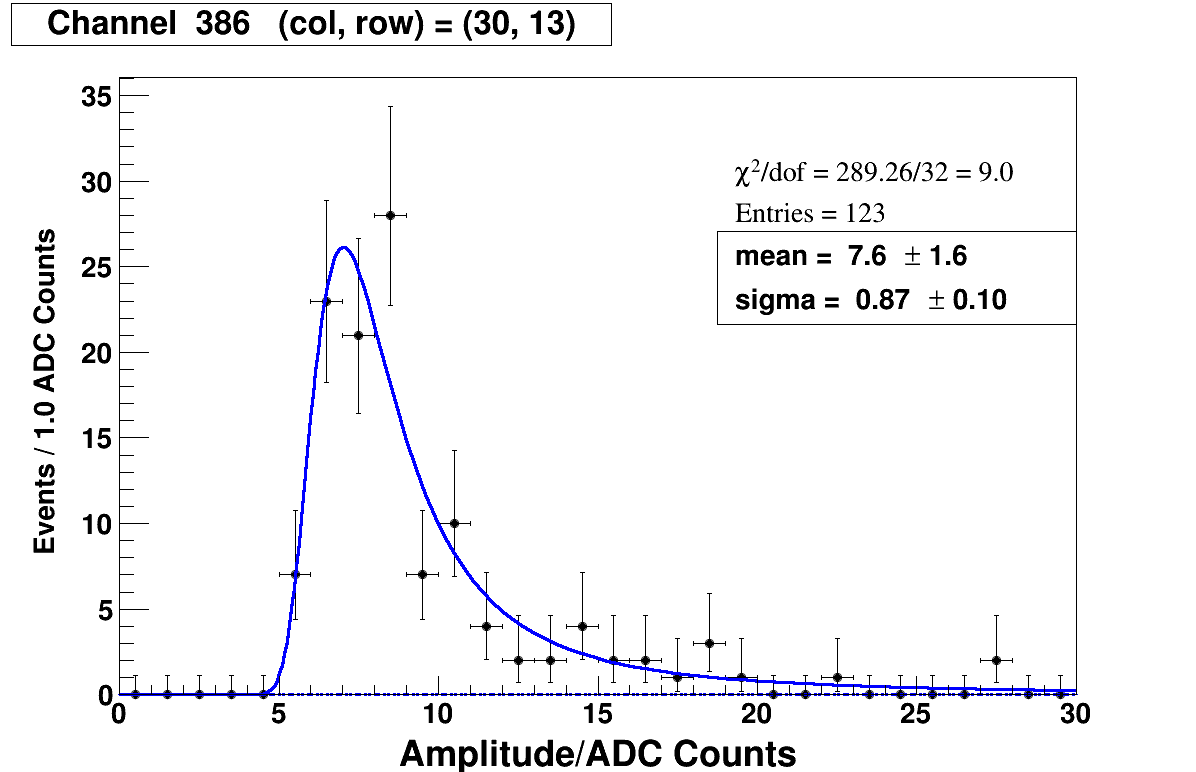 Channel 386 (col, row) = (30, 13)
35
30
25
20
15
10
5
0
Events / 1.0 ADC Counts
χ²/dof = 289.26/32 = 9.0
Entries = 123
mean = 7.6 ± 1.6
sigma = 0.87 ± 0.10
0 5 10 15 20 25 30
Amplitude/ADC Counts